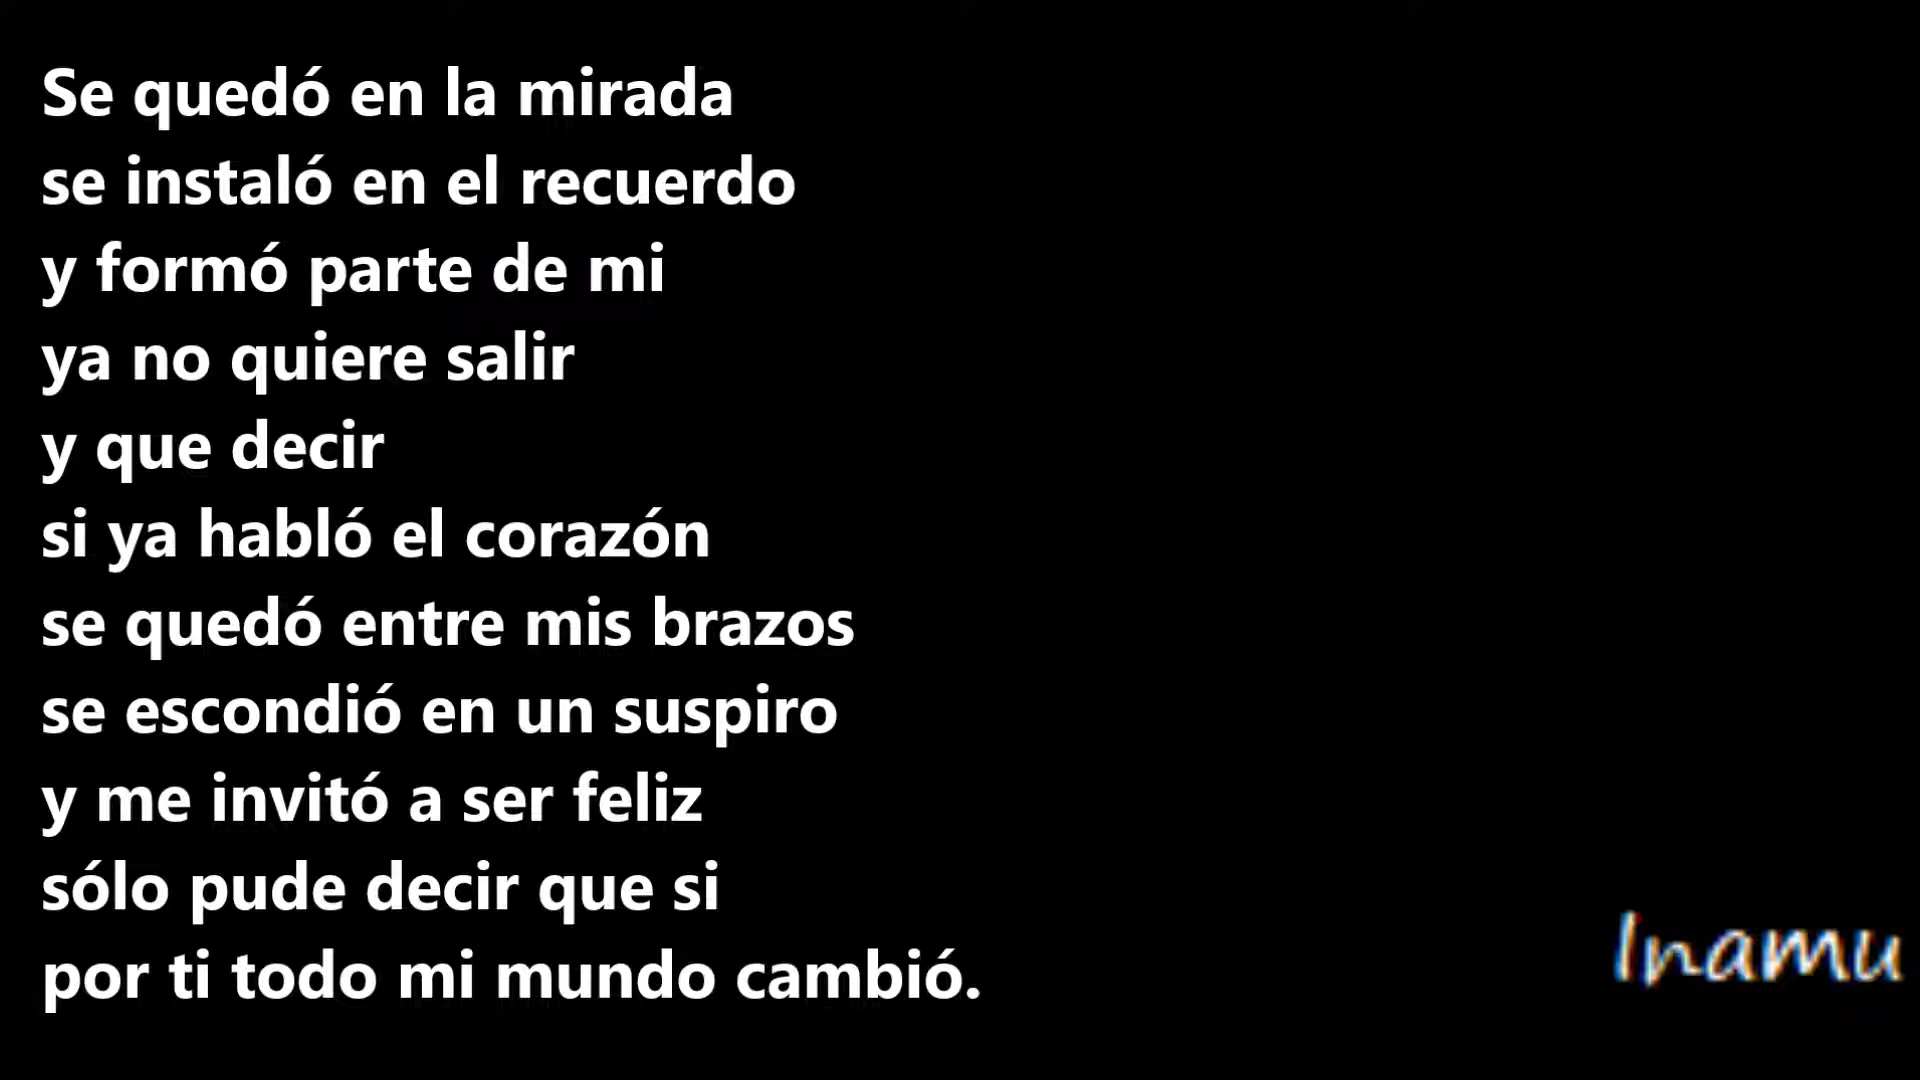 Se quedó en la mirada
se instaló en el recuerdo
y formó parte de mi
ya no quiere salir
y que decir
si ya habló el corazón
se quedó entre mis brazos
se escondió en un suspiro
y me invitó a ser feliz
sólo pude decir que si
por ti todo mi mundo cambió.
Inamu